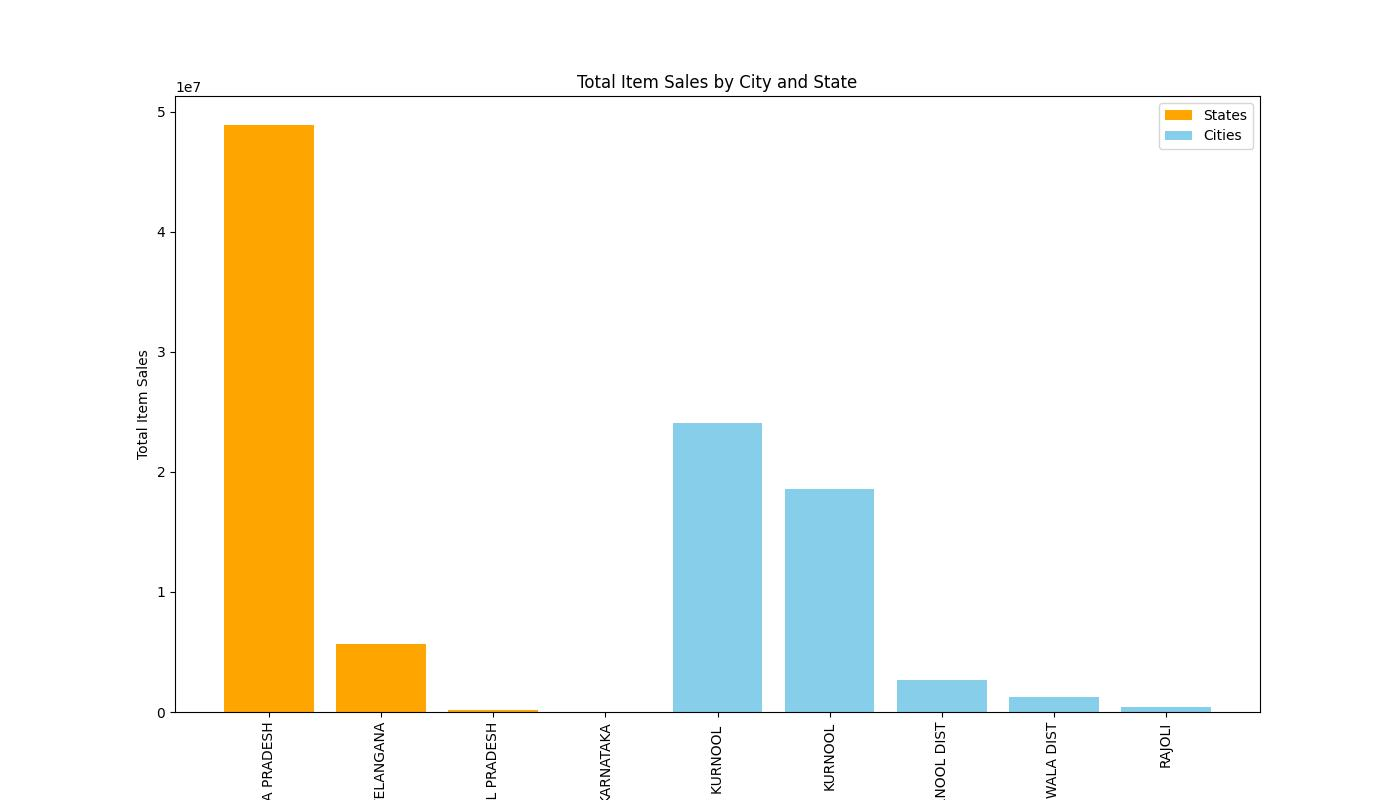 Total Item Sales by City and State
1e7
5
4
3
2
1
0
Total Item Sales
States
Cities
A PRADESH
TELANGANA
L PRADESH
KARNATAKA
KURNOOL
KURNOOL
NOOL DIST
WALA DIST
RAJOLI